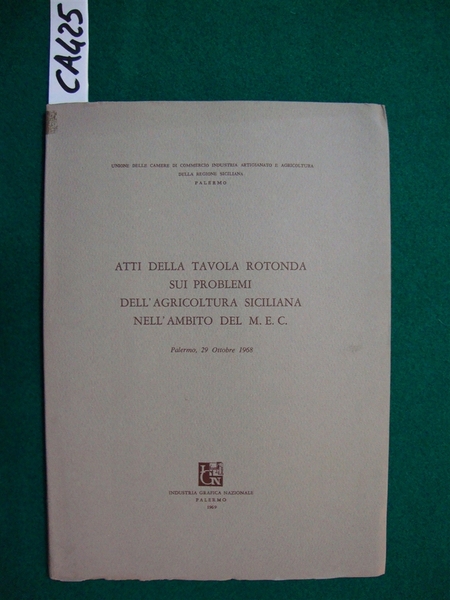 CA425
UNIONE DELLE CAMERE DI COMMERCIO INDUSTRIA ARTIGIANATO E AGRICOLTURA
DELLA REGIONE SICILIANA
PALERMO
ATTI DELLA TAVOLA ROTONDA
SUI PROBLEMI
DELL'AGRICOLTURA SICILIANA
NELL'AMBITO DEL M. E. C.
Palermo, 29 Ottobre 1968
IGN
INDUSTRIA GRAFICA NAZIONALE
PALERMO